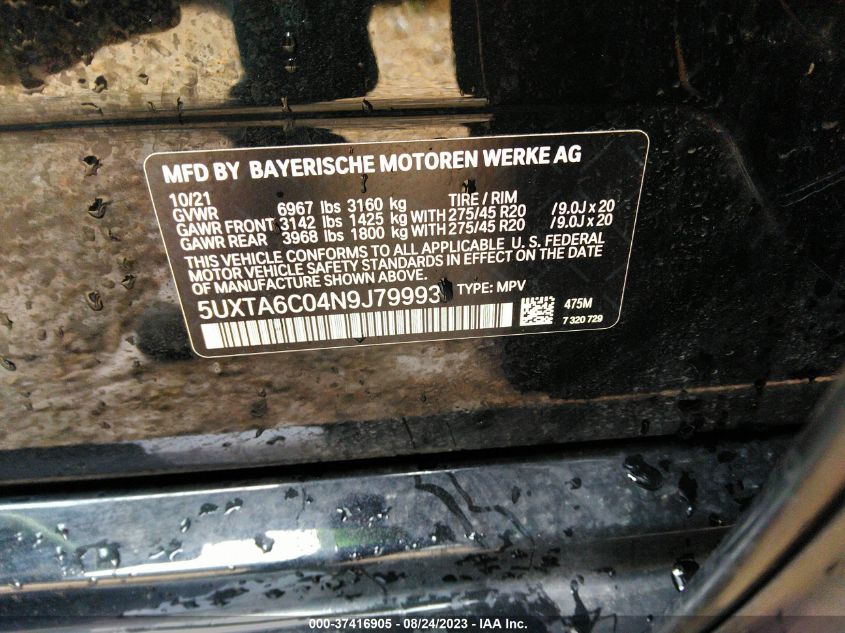 MFD BY BAYERISCHE MOTOREN WERKE AG
10/21 TIRE / RIM
GVWR 6967 lbs 3160 kg
GAWR FRONT 3142 lbs 1425 kg WITH 275/45 R20 / 9.0J x 20
GAWR REAR 3968 lbs 1800 kg WITH 275/45 R20 / 9.0J x 20
THIS VEHICLE CONFORMS TO ALL APPLICABLE U. S. FEDERAL
MOTOR VEHICLE SAFETY STANDARDS IN EFFECT ON THE DATE
OF MANUFACTURE SHOWN ABOVE.
5UXTA6C04N9J79993 TYPE: MPV
475M
7 320 729
000-37416905 - 08/24/2023 - IAA Inc.